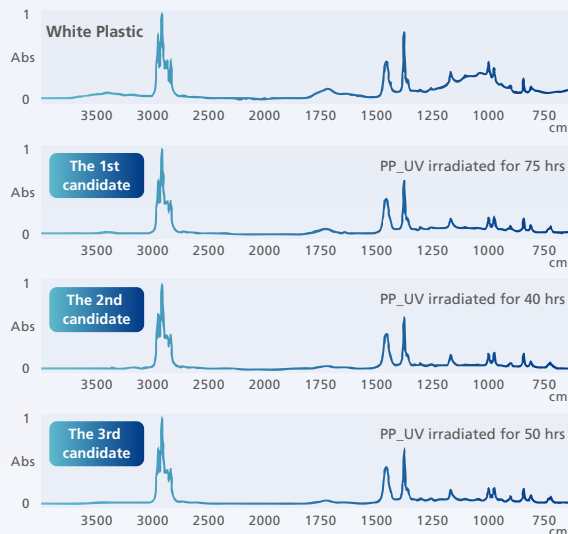 1
White Plastic
Abs
0
3500 3000 2500 2000 1750 1500 1250 1000 750
cm
1
The 1st
candidate
PP_UV irradiated for 75 hrs
Abs
0
3500 3000 2500 2000 1750 1500 1250 1000 750
cm
1
The 2nd
candidate
PP_UV irradiated for 40 hrs
Abs
0
3500 3000 2500 2000 1750 1500 1250 1000 750
cm
1
The 3rd
candidate
PP_UV irradiated for 50 hrs
Abs
0
3500 3000 2500 2000 1750 1500 1250 1000 750
cm